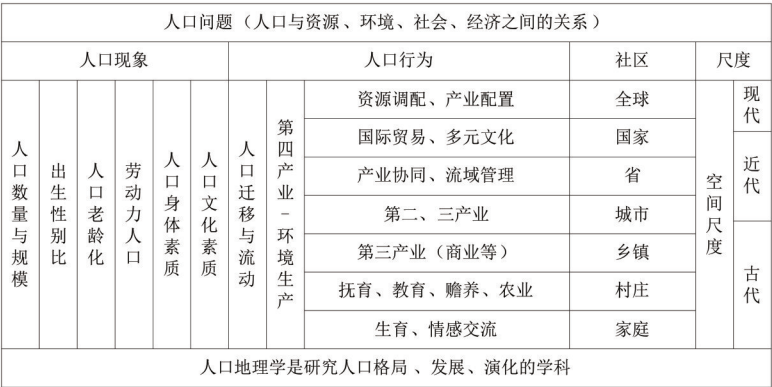 人口问题（人口与资源、环境、社会、经济之间的关系）
人口现象 人口行为 社区 尺度
人口数量与规模
出生性别比
人口老龄化
劳动力人口
人口身体素质
人口文化素质
人口迁移与流动
第四产业-环境生产
资源调配、产业配置 全球
国际贸易、多元文化 国家
产业协同、流域管理 省
第二、三产业 城市
第三产业（商业等） 乡镇
抚育、教育、赡养、农业 村庄
生育、情感交流 家庭
空间尺度
现代
近代
古代
人口地理学是研究人口格局、发展、演化的学科